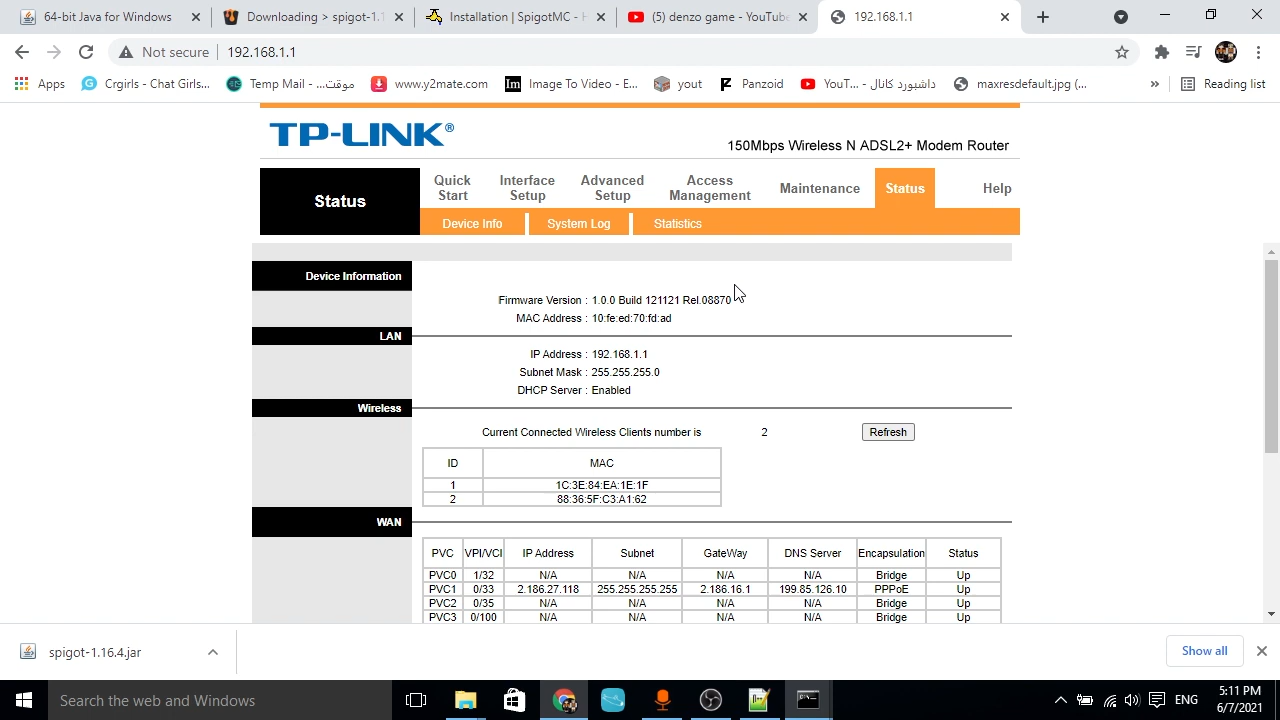 64-bit Java for Windows
Downloading > spigot-1.1
Installation | SpigotMC - H
(5) denzo game - YouTube
192.168.1.1
Not secure
192.168.1.1
Apps
Crgirls - Chat Girls...
Temp Mail - ...موقت
www.y2mate.com
Image To Video - E...
yout
Panzoid
YouT... - داشبورد کانال
maxresdefault.jpg (...
»
Reading list
TP-LINK®
150Mbps Wireless N ADSL2+ Modem Router
Status
Quick Start
Interface Setup
Advanced Setup
Access Management
Maintenance
Status
Help
Device Info
System Log
Statistics
Device Information
Firmware Version : 1.0.0 Build 121121 Rel.08870
MAC Address : 10:fe:ed:70:fd:ad
LAN
IP Address : 192.168.1.1
Subnet Mask : 255.255.255.0
DHCP Server : Enabled
Wireless
Current Connected Wireless Clients number is 2 Refresh
ID MAC
1 1C:3E:84:EA:1E:1F
2 88:36:5F:C3:A1:62
WAN
PVC VPI/VCI IP Address Subnet GateWay DNS Server Encapsulation Status
PVC0 1/32 N/A N/A N/A N/A Bridge Up
PVC1 0/33 2.186.27.118 255.255.255.255 2.186.16.1 199.85.126.10 PPPoE Up
PVC2 0/35 N/A N/A N/A N/A Bridge Up
PVC3 0/100 N/A N/A N/A N/A Bridge Up
spigot-1.16.4.jar
Show all
Search the web and Windows
ENG
5:11 PM
6/7/2021